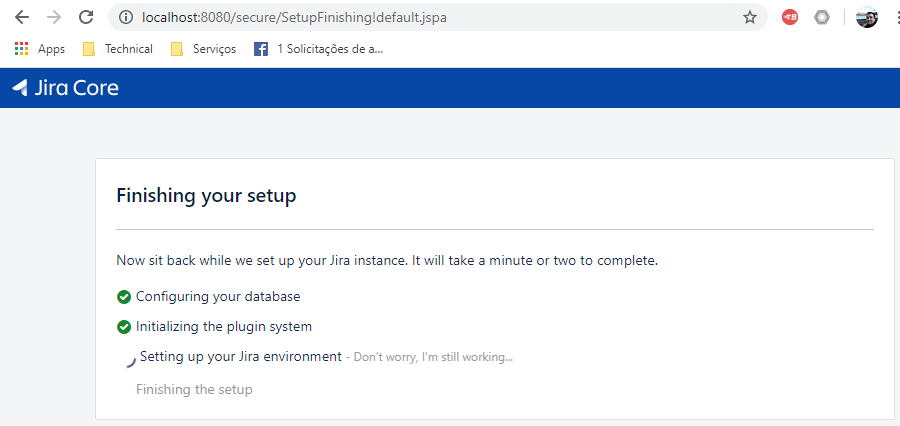 localhost:8080/secure/SetupFinishing!default.jspa
Apps Technical Serviços 1 Solicitações de a...
Jira Core
Finishing your setup
Now sit back while we set up your Jira instance. It will take a minute or two to complete.
Configuring your database
Initializing the plugin system
Setting up your Jira environment - Don't worry, I'm still working...
Finishing the setup